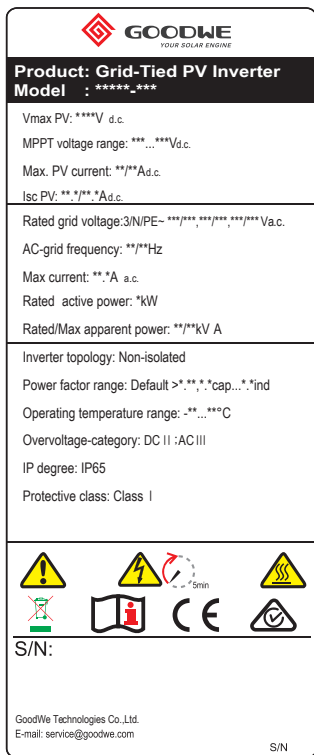 GOODWE
YOUR SOLAR ENGINE
Product: Grid-Tied PV Inverter
Model : *****-***
Vmax PV: ****V d.c.
MPPT voltage range: ***...***Vd.c.
Max. PV current: **/**Ad.c.
Isc PV: **.*/**.*Ad.c.
Rated grid voltage:3/N/PE~ ***/***,***/***,***/*** Va.c.
AC-grid frequency: **/**Hz
Max current: **.*A a.c.
Rated active power: *kW
Rated/Max apparent power: **/**kV A
Inverter topology: Non-isolated
Power factor range: Default >*.**,*.*cap...*.*ind
Operating temperature range: -**...**°C
Overvoltage-category: DC II ;AC III
IP degree: IP65
Protective class: Class I
5min
i
CE
S/N:
GoodWe Technologies Co.,Ltd.
E-mail: service@goodwe.com
S/N